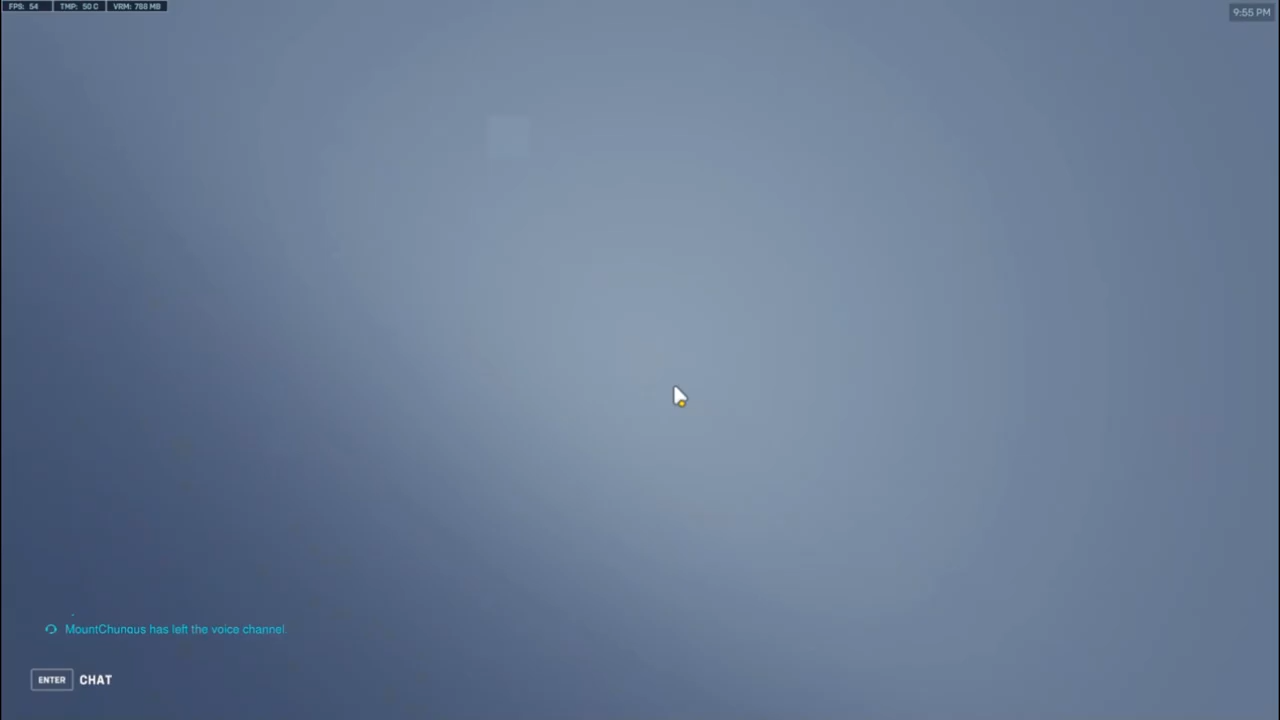 FPS: 54 TMP: 50 C VRM: 788 MB
9:55 PM
MountChunous has left the voice channel.
ENTER CHAT